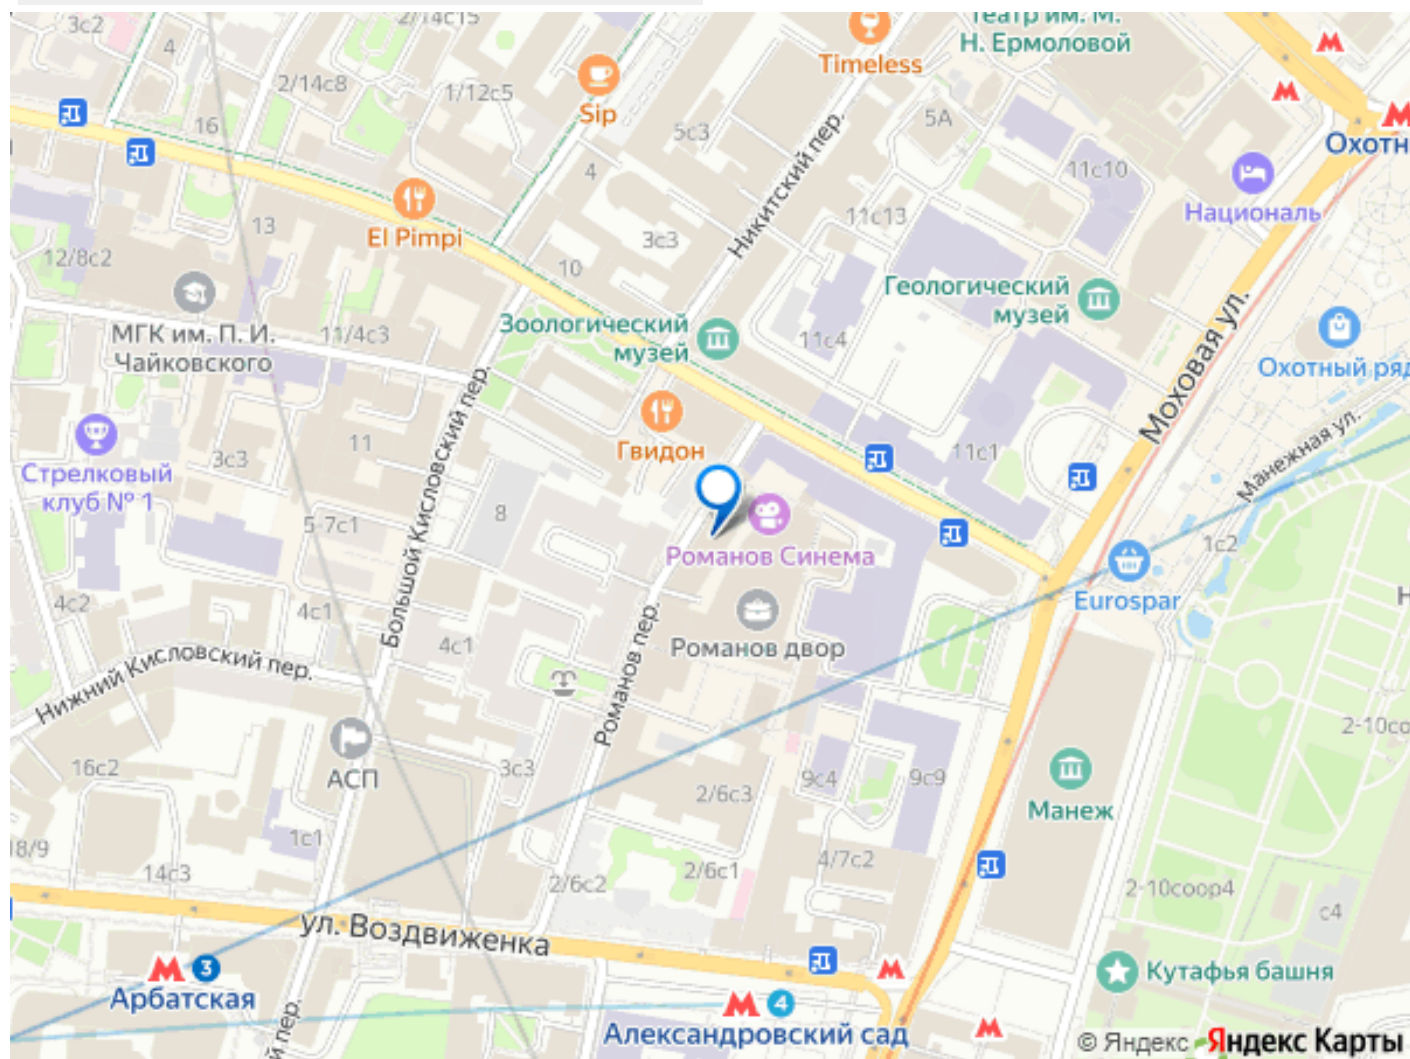 3с2
2/14с15
4
2/14с8
1/12с5
16
Sip
Timeless
Театр им. М.
Н. Ермоловой
5с3
5А
Охотн
4
Никитский пер.
11с10
Националь
11с13
El Pimpi
13
12/8с2
3с3
10
Геологический
музей
МГК им. П. И.
Чайковского
11/4с3
Зоологический
музей
11с4
Моховая ул.
Охотный ряд
Манежная ул.
Большой Кисловский пер.
Стрелковый
клуб № 1
3с3
11
Гвидон
11с1
5-7с1
8
Романов Синема
1с2
Eurospar
Н
4с2
4с1
4с1
Романов двор
Романов пер.
Нижний Кисловский пер.
2-10со
16с2
АСП
3с3
2/6с3
9с4
9с9
Манеж
1с1
18/9
14с3
2/6с2
2/6с1
4/7с2
2-10соор4
с4
ул. Воздвиженка
3
Арбатская
4
Александровский сад
Кутафья башня
й пер.
© Яндекс
Яндекс Карты